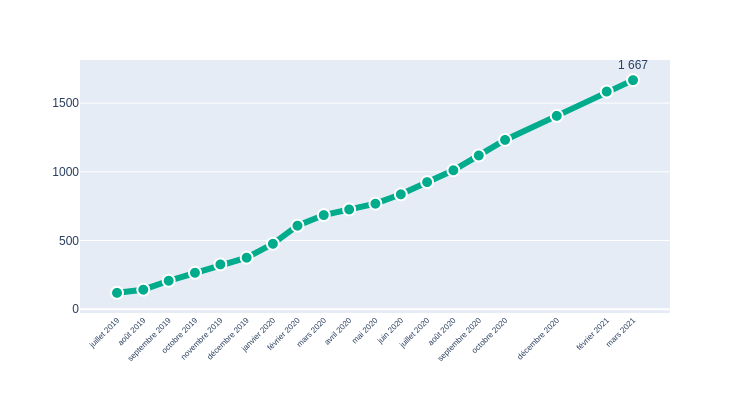 1 667
1500
1000
500
0
juillet 2019
août 2019
septembre 2019
octobre 2019
novembre 2019
décembre 2019
janvier 2020
février 2020
mars 2020
avril 2020
mai 2020
juin 2020
juillet 2020
août 2020
septembre 2020
octobre 2020
décembre 2020
février 2021
mars 2021